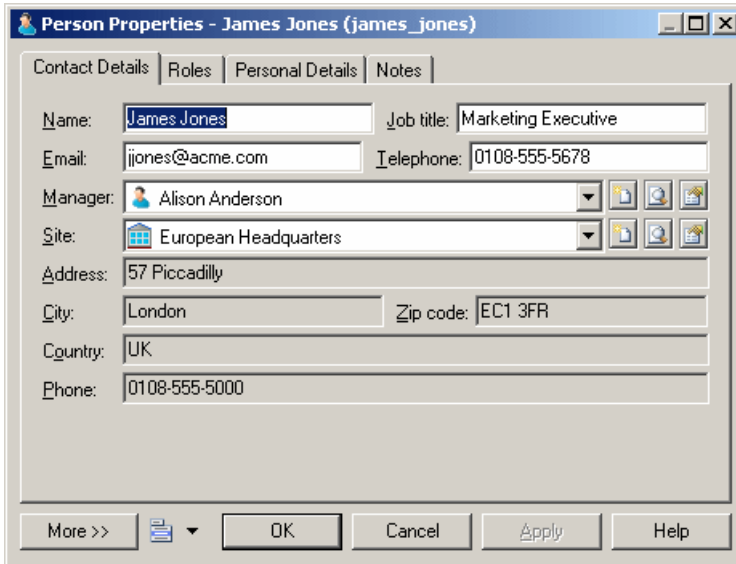 Person Properties - James Jones (james_jones)
Contact Details Roles Personal Details Notes
Name: James Jones Job title: Marketing Executive
Email: jjones@acme.com Telephone: 0108-555-5678
Manager: Alison Anderson
Site: European Headquarters
Address: 57 Piccadilly
City: London Zip code: EC1 3FR
Country: UK
Phone: 0108-555-5000
More >> OK Cancel Apply Help